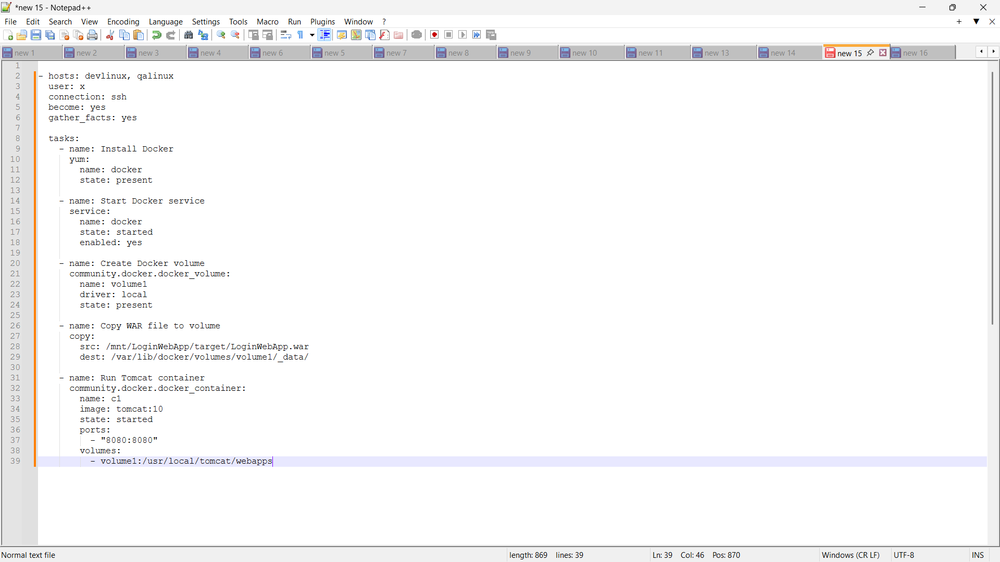 *new 15 - Notepad++
File Edit Search View Encoding Language Settings Tools Macro Run Plugins Window ?
new 1 new 2 new 3 new 4 new 6 new 5 new 7 new 8 new 9 new 10 new 11 new 13 new 14 new 15 new 16
1
2 - hosts: devlinux, qalinux
3 user: x
4 connection: ssh
5 become: yes
6 gather_facts: yes
7
8 tasks:
9 - name: Install Docker
10 yum:
11 name: docker
12 state: present
13
14 - name: Start Docker service
15 service:
16 name: docker
17 state: started
18 enabled: yes
19
20 - name: Create Docker volume
21 community.docker.docker_volume:
22 name: volume1
23 driver: local
24 state: present
25
26 - name: Copy WAR file to volume
27 copy:
28 src: /mnt/LoginWebApp/target/LoginWebApp.war
29 dest: /var/lib/docker/volumes/volume1/_data/
30
31 - name: Run Tomcat container
32 community.docker.docker_container:
33 name: c1
34 image: tomcat:10
35 state: started
36 ports:
37 - "8080:8080"
38 volumes:
39 - volume1:/usr/local/tomcat/webapps
Normal text file length: 869 lines: 39 Ln: 39 Col: 46 Pos: 870 Windows (CR LF) UTF-8 INS